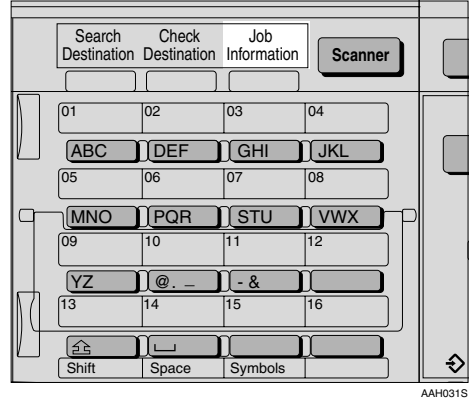 Search Destination
Check Destination
Job Information
Scanner
01 02 03 04
ABC DEF GHI JKL
05 06 07 08
MNO PQR STU VWX
09 10 11 12
YZ @. _ - &
13 14 15 16
Shift Space Symbols
AAH031S